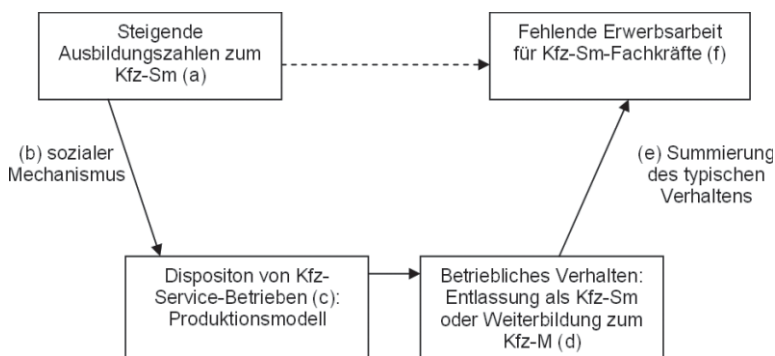 Steigende
Ausbildungszahlen zum
Kfz-Sm (a)
Fehlende Erwerbsarbeit
für Kfz-Sm-Fachkräfte (f)
(b) sozialer
Mechanismus
(e) Summierung
des typischen
Verhaltens
Dispositon von Kfz-
Service-Betrieben (c):
Produktionsmodell
Betriebliches Verhalten:
Entlassung als Kfz-Sm
oder Weiterbildung zum
Kfz-M (d)